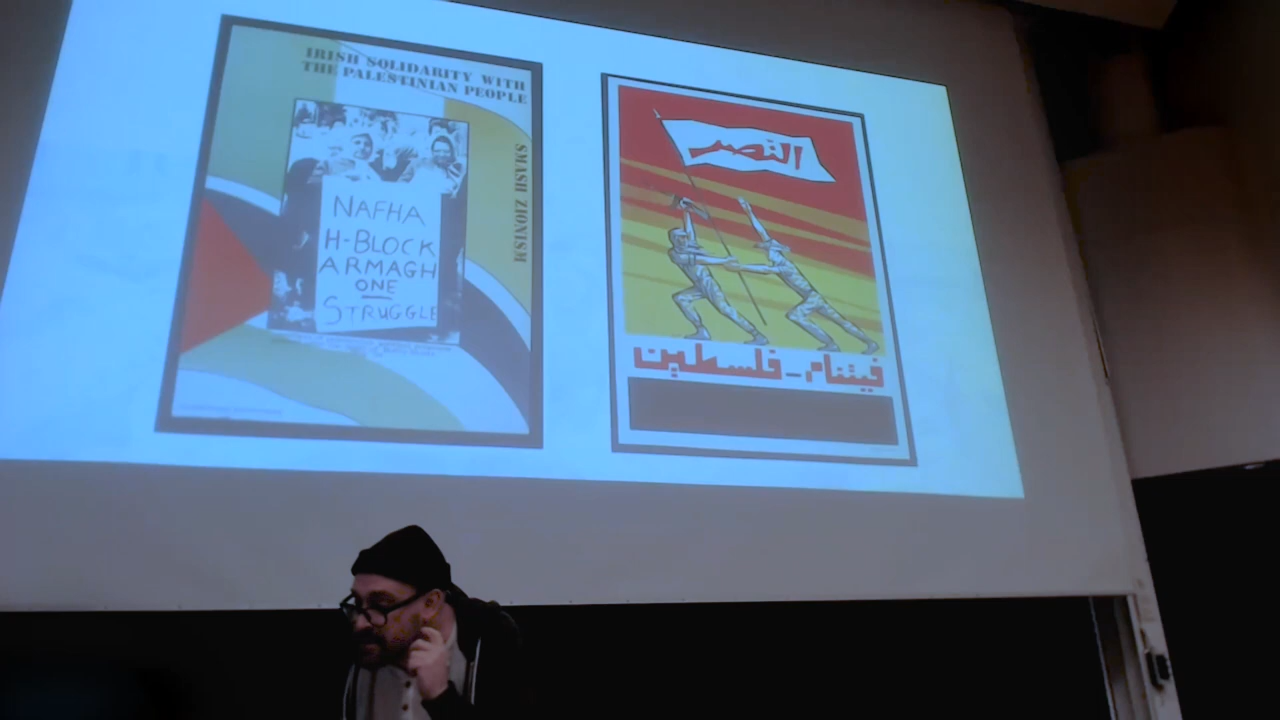 IRISH SOLIDARITY WITH
THE PALESTINIAN PEOPLE
SMASH ZIONISM
NAFHA
H-BLOCK
ARMAGH
ONE
STRUGGLE
النصر
فيتنام - فلسطين